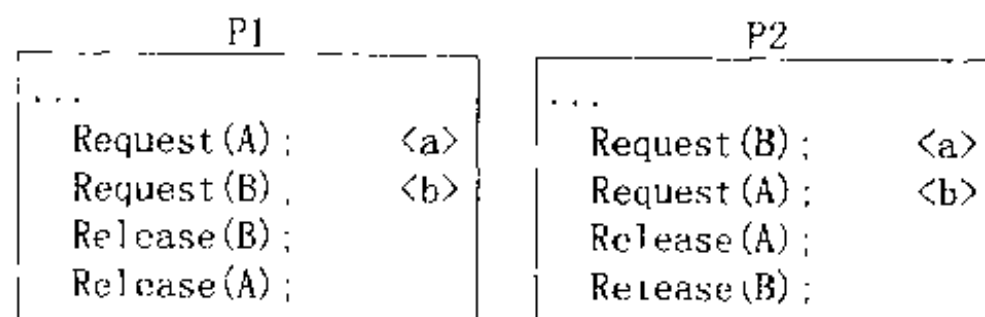 P1
...
Request(A); <a>
Request(B), <b>
Release(B);
Release(A);
P2
...
Request(B); <a>
Request(A); <b>
Release(A);
Release(B);